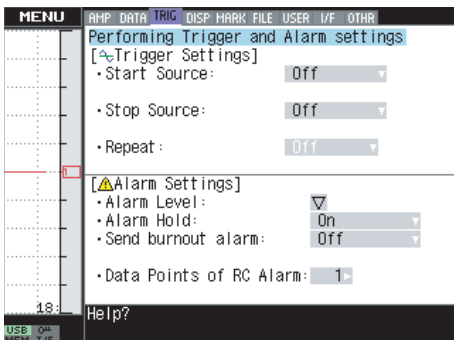 MENU AMP DATA TRIG DISP MARK FILE USER I/F OTHR
Performing Trigger and Alarm settings
[Trigger Settings]
・Start Source: Off
・Stop Source: Off
・Repeat: Off
[Alarm Settings]
・Alarm Level: ▽
・Alarm Hold: On
・Send burnout alarm: Off
・Data Points of RC Alarm: 1
18:
Help?
USB